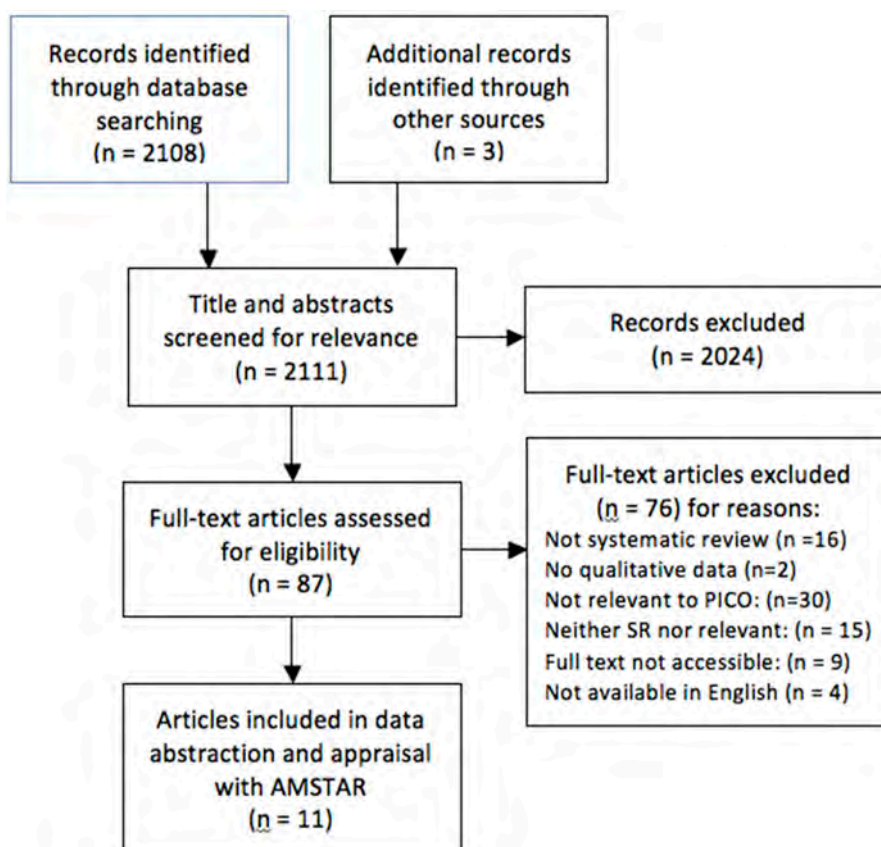 Records identified
through database
searching
(n = 2108)
Additional records
identified through
other sources
(n = 3)
Title and abstracts
screened for relevance
(n = 2111)
Records excluded
(n = 2024)
Full-text articles assessed
for eligibility
(n = 87)
Full-text articles excluded
(n = 76) for reasons:
Not systematic review (n =16)
No qualitative data (n=2)
Not relevant to PICO: (n=30)
Neither SR nor relevant: (n = 15)
Full text not accessible: (n = 9)
Not available in English (n = 4)
Articles included in data
abstraction and appraisal
with AMSTAR
(n = 11)